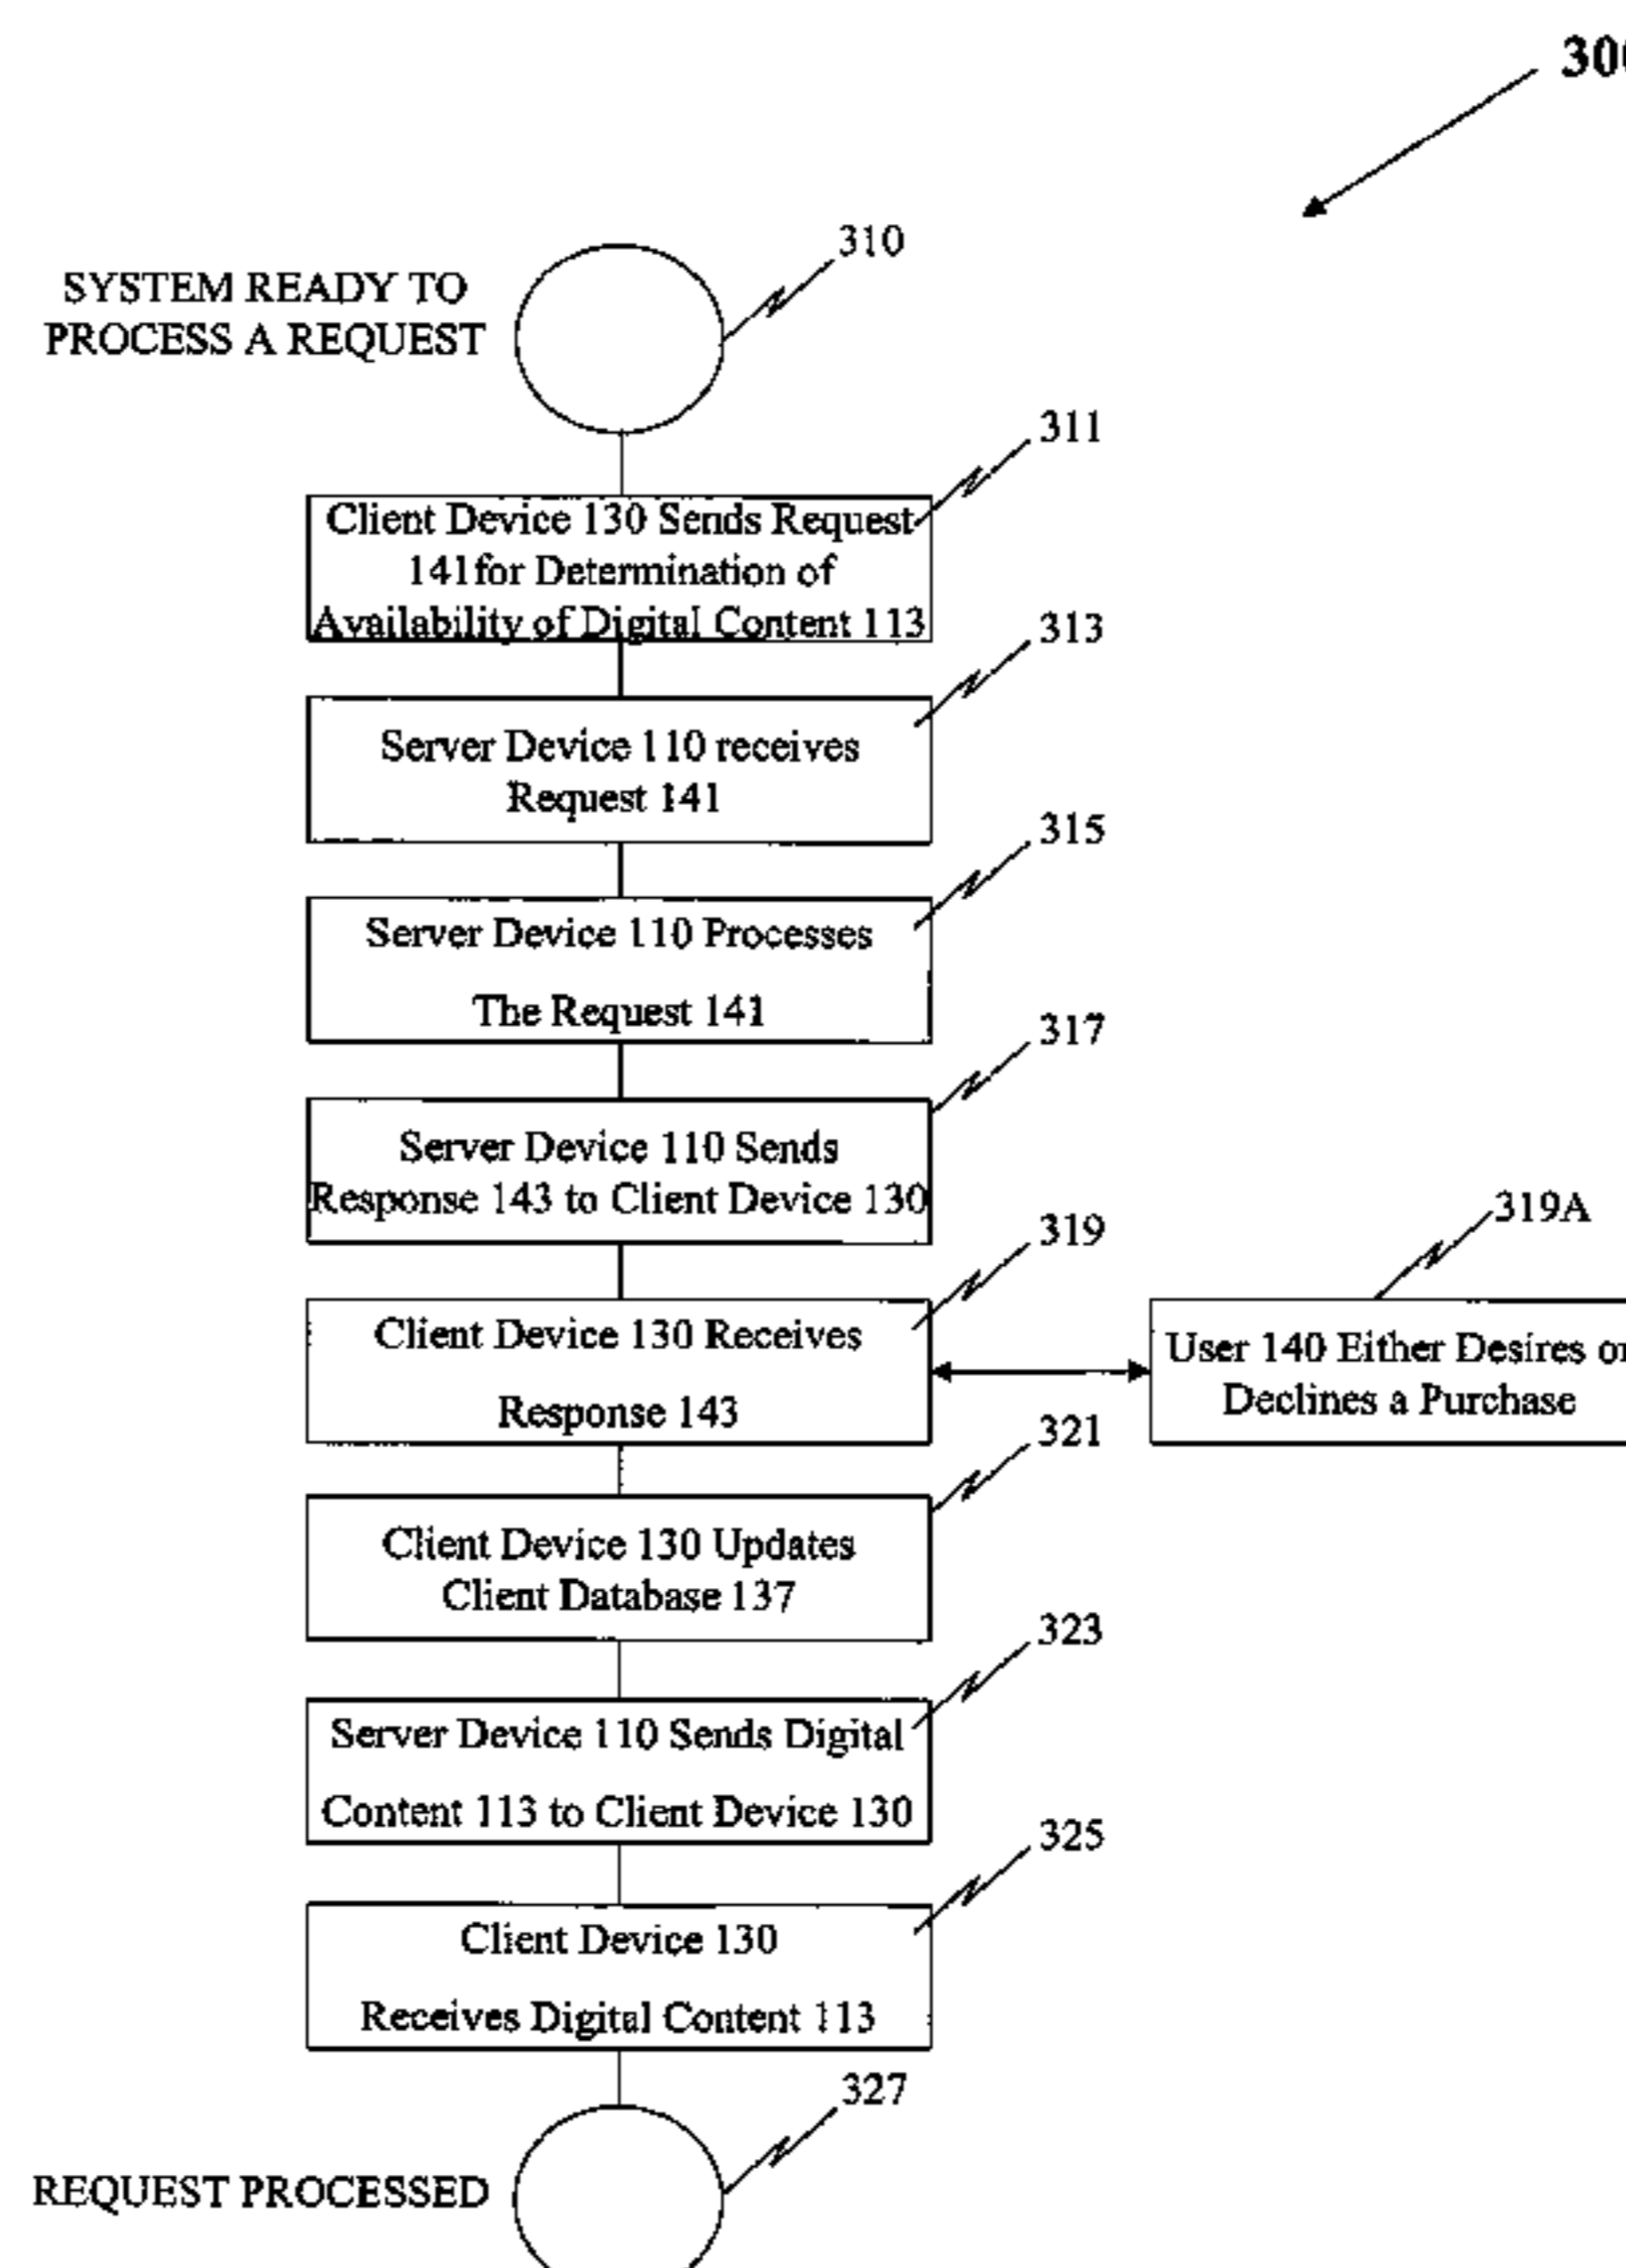 300
310
SYSTEM READY TO
PROCESS A REQUEST
311
Client Device 130 Sends Request
141for Determination of
Availability of Digital Content 113
313
Server Device 110 receives
Request 141
315
Server Device 110 Processes
The Request 141
317
Server Device 110 Sends
Response 143 to Client Device 130
319
319A
Client Device 130 Receives
Response 143
User 140 Either Desires or
Declines a Purchase
321
Client Device 130 Updates
Client Database 137
323
Server Device 110 Sends Digital
Content 113 to Client Device 130
325
Client Device 130
Receives Digital Content 113
327
REQUEST PROCESSED